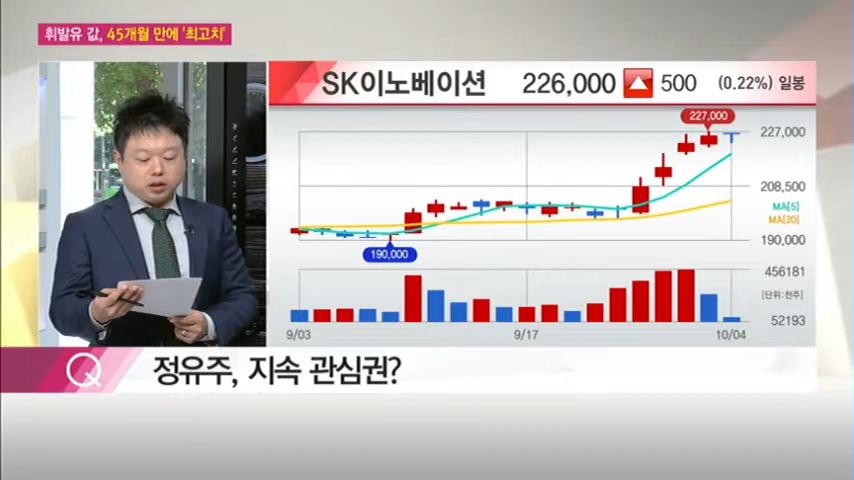 휘발유 값, 45개월 만에 '최고치'
SK이노베이션 226,000 500 (0.22%) 일봉
227,000
227,000
208,500
MA[5]
MA[20]
190,000
190,000
456181
[단위:천주]
52193
9/03 9/17 10/04
Q 정유주, 지속 관심권?